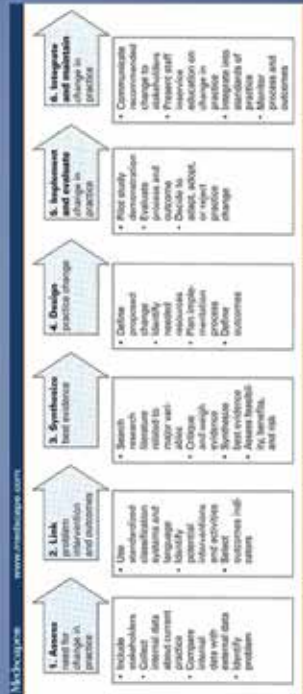 Medscape
www.medscape.com
1. Assess
need for
change in
practice
• Include
stakeholders
• Collect
internal data
about current
practice
• Compare
internal
data with
external data
• Identify
problem
2. Link
problem
intervention
and outcomes
• Use
standardized
classification
systems and
language
• Identify
potential
interventions
and activities
• Select
outcomes indi-
cators
3. Synthesize
best evidence
• Search
research
literature
related to
major vari-
ables
• Critique
and weigh
evidence
• Synthesize
best evidence
• Assess feasibil-
ity, benefits,
and risk
4. Design
practice change
• Define
proposed
change
• Identify
needed
resources
• Plan imple-
mentation
process
• Define
outcomes
5. Implement
and evaluate
change in
practice
• Pilot study
demonstration
• Evaluate
process and
outcome
• Decide to
adapt, adopt,
or reject
practice
change
6. Integrate
and maintain
change in
practice
• Communicate
recommended
change to
stakeholders
• Present staff
inservice
education on
change in
practice
• Integrate into
standards of
practice
• Monitor
process and
outcomes